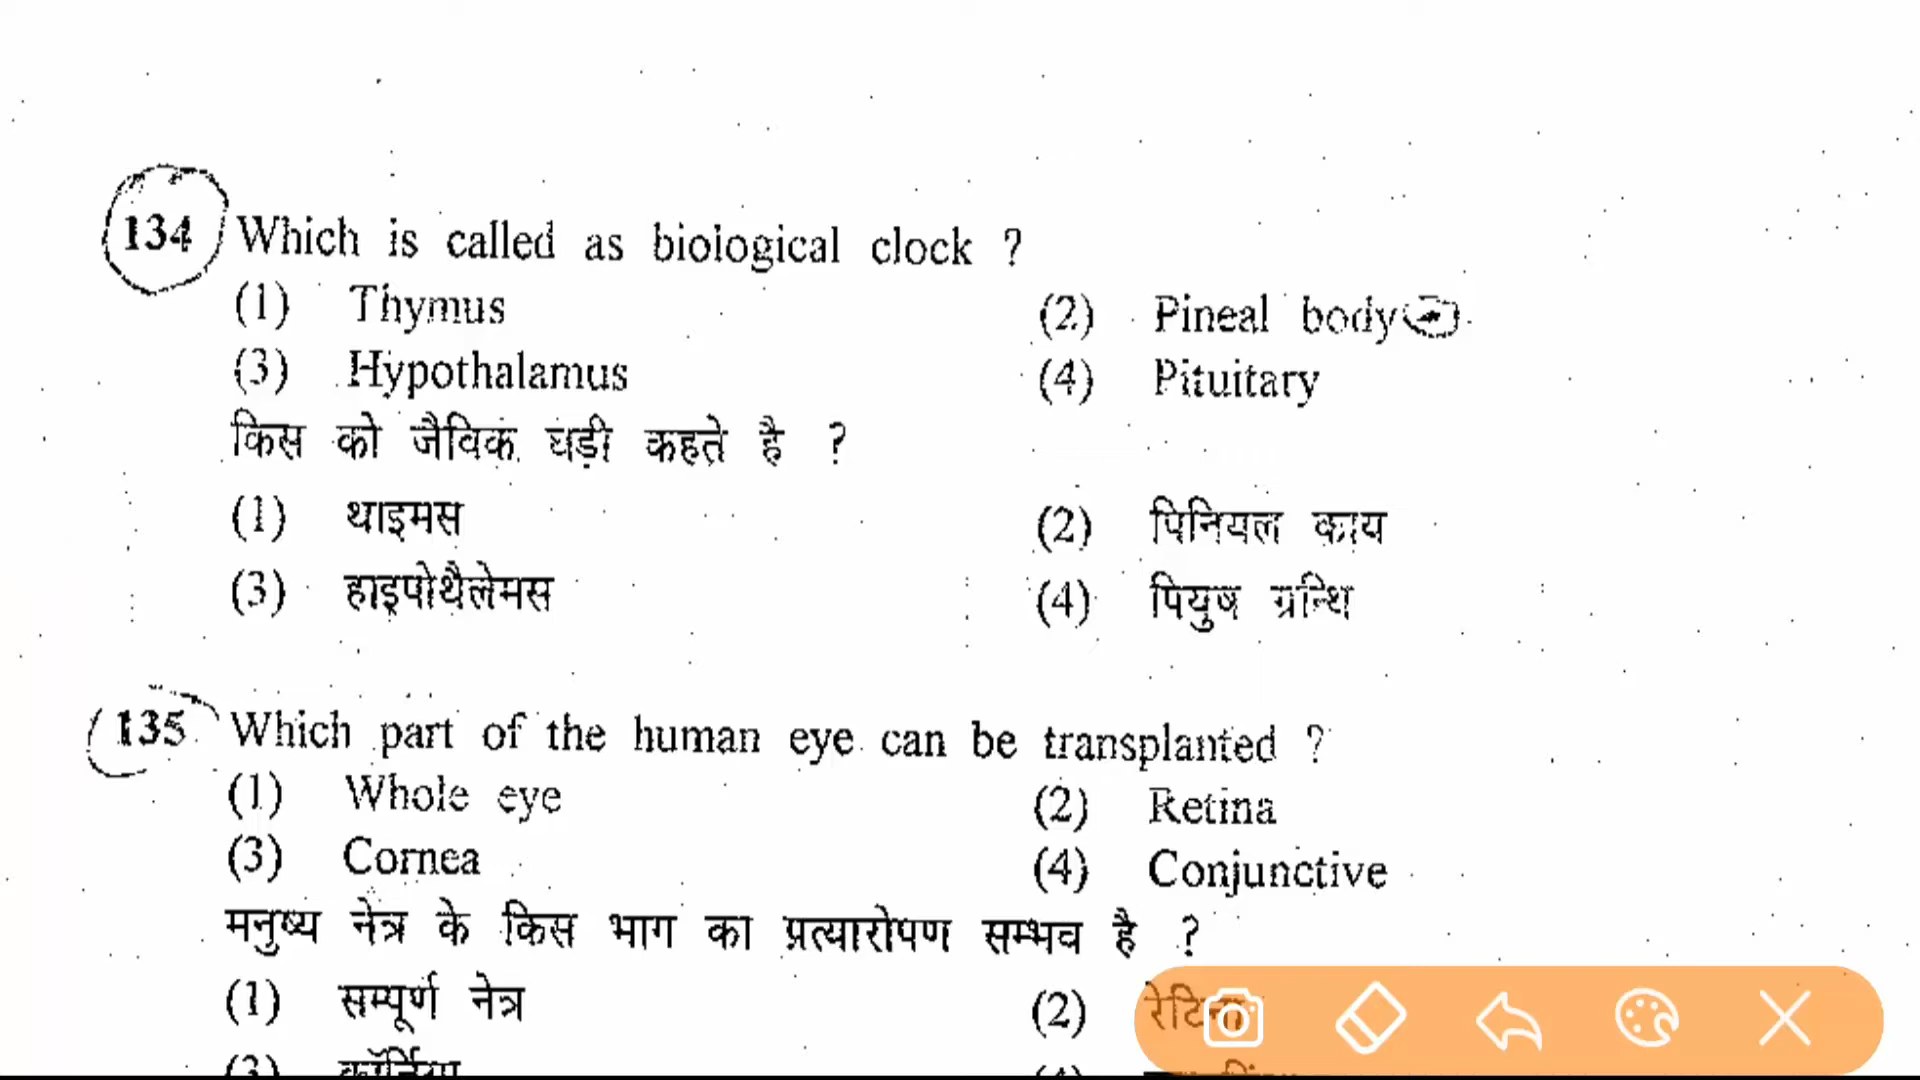 134 Which is called as biological clock ?
(1) Thymus (2) Pineal body
(3) Hypothalamus (4) Pituitary
किस को जैविक घड़ी कहते है ?
(1) थाइमस (2) पिनियल काय
(3) हाइपोथैलेमस (4) पियुष ग्रन्थि
135 Which part of the human eye can be transplanted ?
(1) Whole eye (2) Retina
(3) Cornea (4) Conjunctive
मनुष्य नेत्र के किस भाग का प्रत्यारोपण सम्भव है ?
(1) सम्पूर्ण नेत्र (2) रेटिना
(3) कॉर्निया (4)